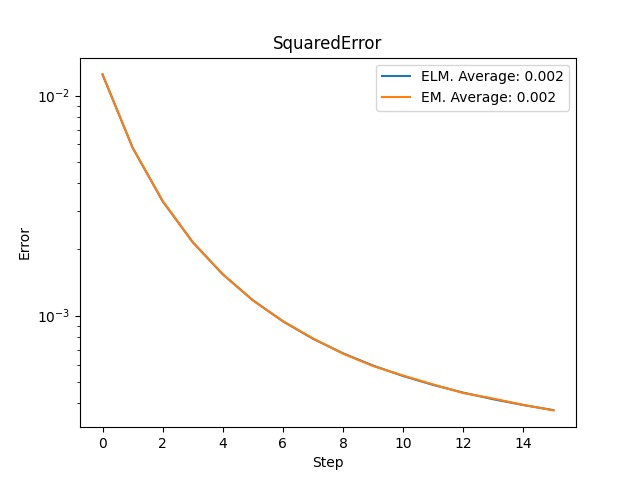 SquaredError
ELM. Average: 0.002
EM. Average: 0.002
Error
10⁻²
10⁻³
0 2 4 6 8 10 12 14
Step